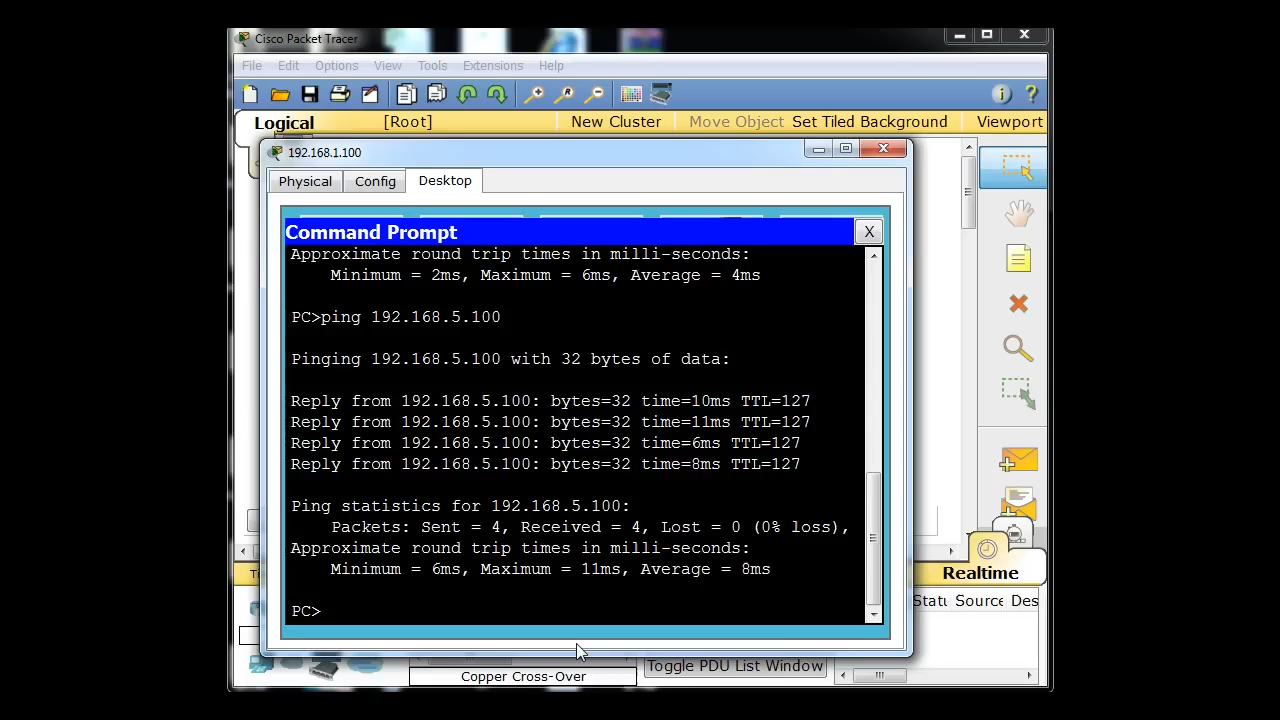 Cisco Packet Tracer
File Edit Options View Tools Extensions Help
Logical [Root] New Cluster Move Object Set Tiled Background Viewport
192.168.1.100
Physical Config Desktop
Command Prompt X
Approximate round trip times in milli-seconds:
Minimum = 2ms, Maximum = 6ms, Average = 4ms
PC>ping 192.168.5.100
Pinging 192.168.5.100 with 32 bytes of data:
Reply from 192.168.5.100: bytes=32 time=10ms TTL=127
Reply from 192.168.5.100: bytes=32 time=11ms TTL=127
Reply from 192.168.5.100: bytes=32 time=6ms TTL=127
Reply from 192.168.5.100: bytes=32 time=8ms TTL=127
Ping statistics for 192.168.5.100:
Packets: Sent = 4, Received = 4, Lost = 0 (0% loss),
Approximate round trip times in milli-seconds:
Minimum = 6ms, Maximum = 11ms, Average = 8ms
PC>
Realtime
Source Des
Toggle PDU List Window
Copper Cross-Over